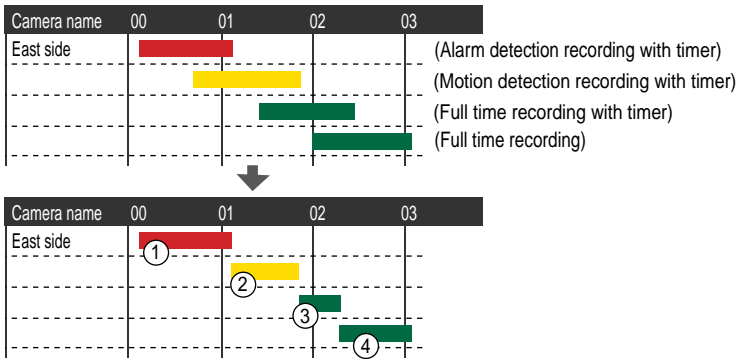 Camera name 00 01 02 03
East side (Alarm detection recording with timer)
(Motion detection recording with timer)
(Full time recording with timer)
(Full time recording)
Camera name 00 01 02 03
East side
1
2
3
4